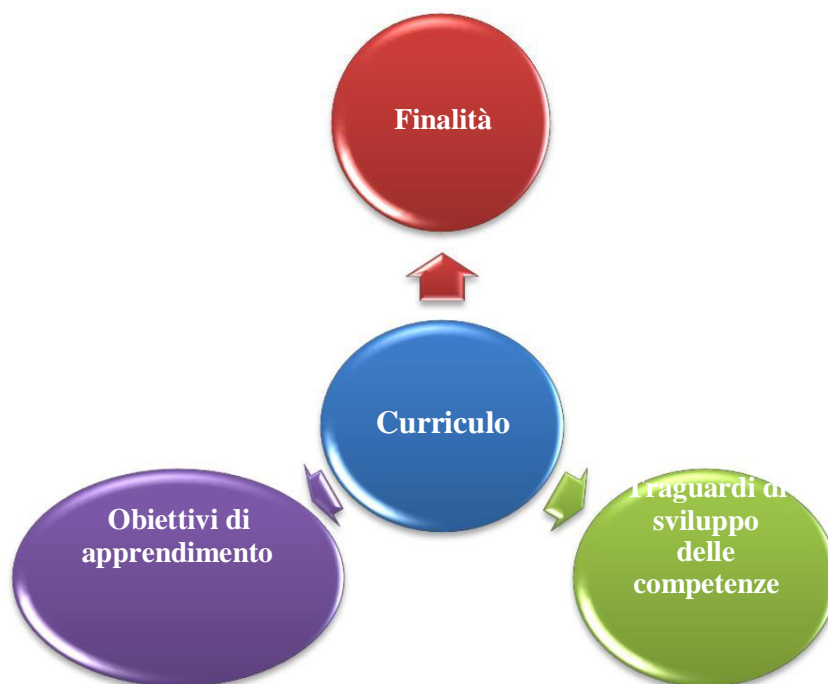 Finalità
Curriculo
Obiettivi di
apprendimento
Traguardi di
sviluppo
delle
competenze